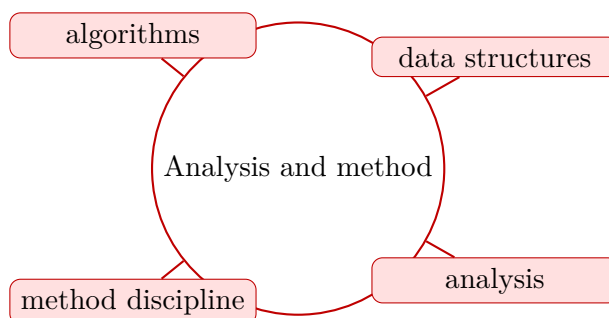 algorithms
data structures
Analysis and method
analysis
method discipline